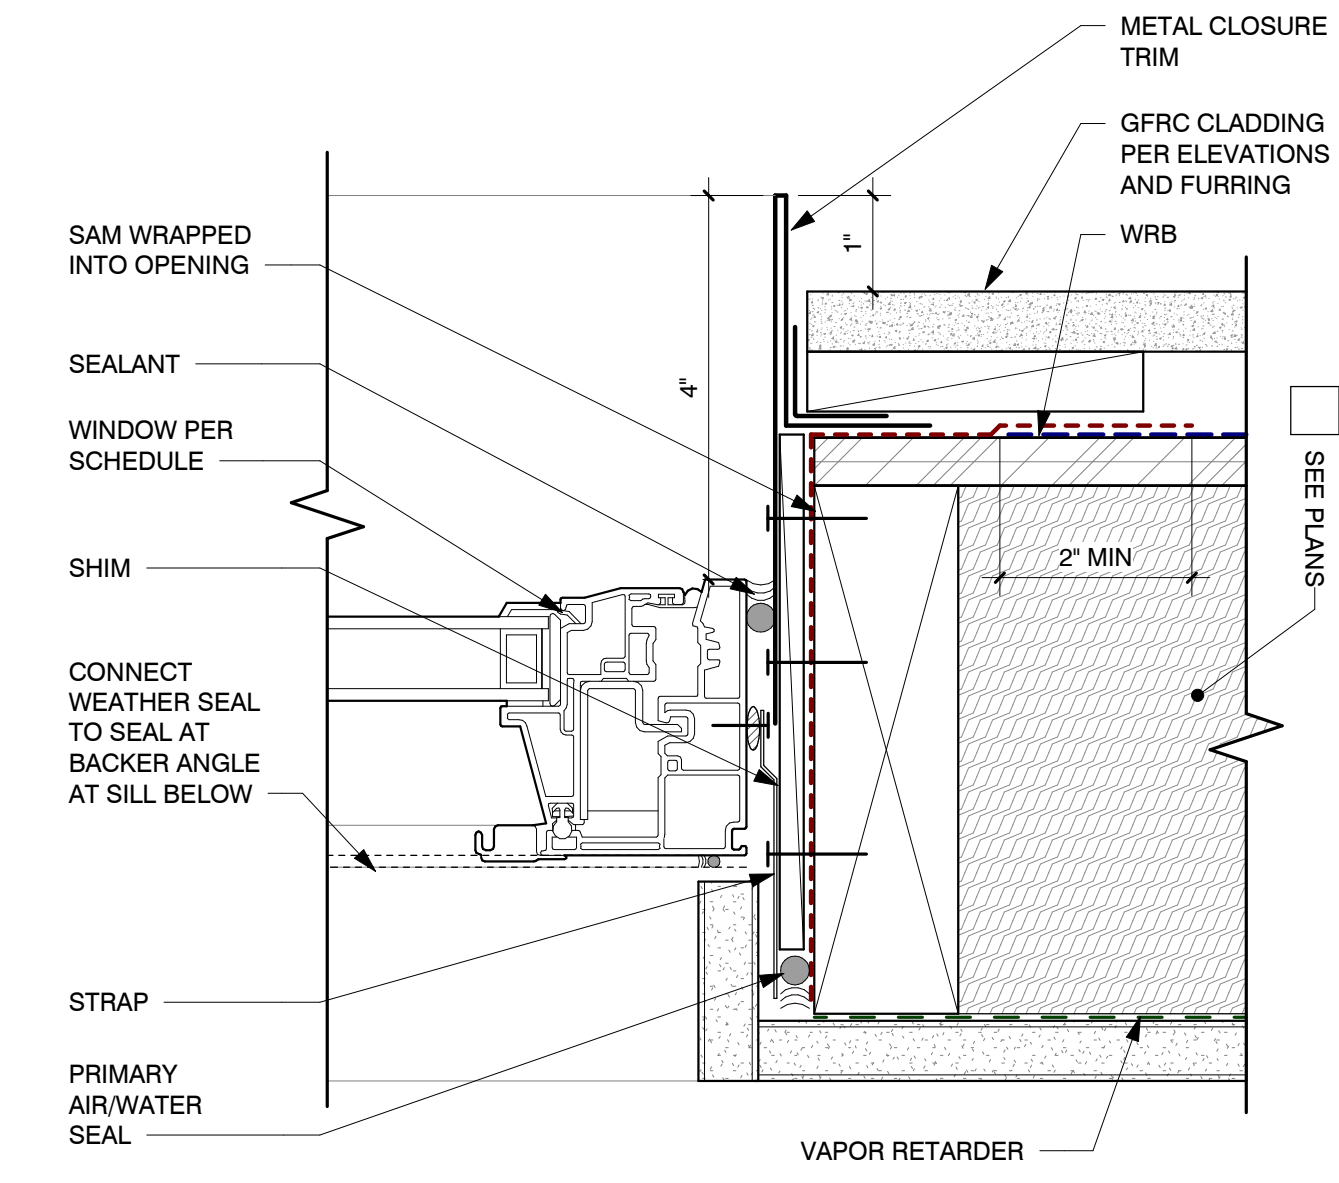 METAL CLOSURE
TRIM
GFRC CLADDING
PER ELEVATIONS
AND FURRING
WRB
SAM WRAPPED
INTO OPENING
1"
SEALANT
4"
WINDOW PER
SCHEDULE
SEE PLANS
2" MIN
SHIM
CONNECT
WEATHER SEAL
TO SEAL AT
BACKER ANGLE
AT SILL BELOW
STRAP
PRIMARY
AIR/WATER
SEAL
VAPOR RETARDER